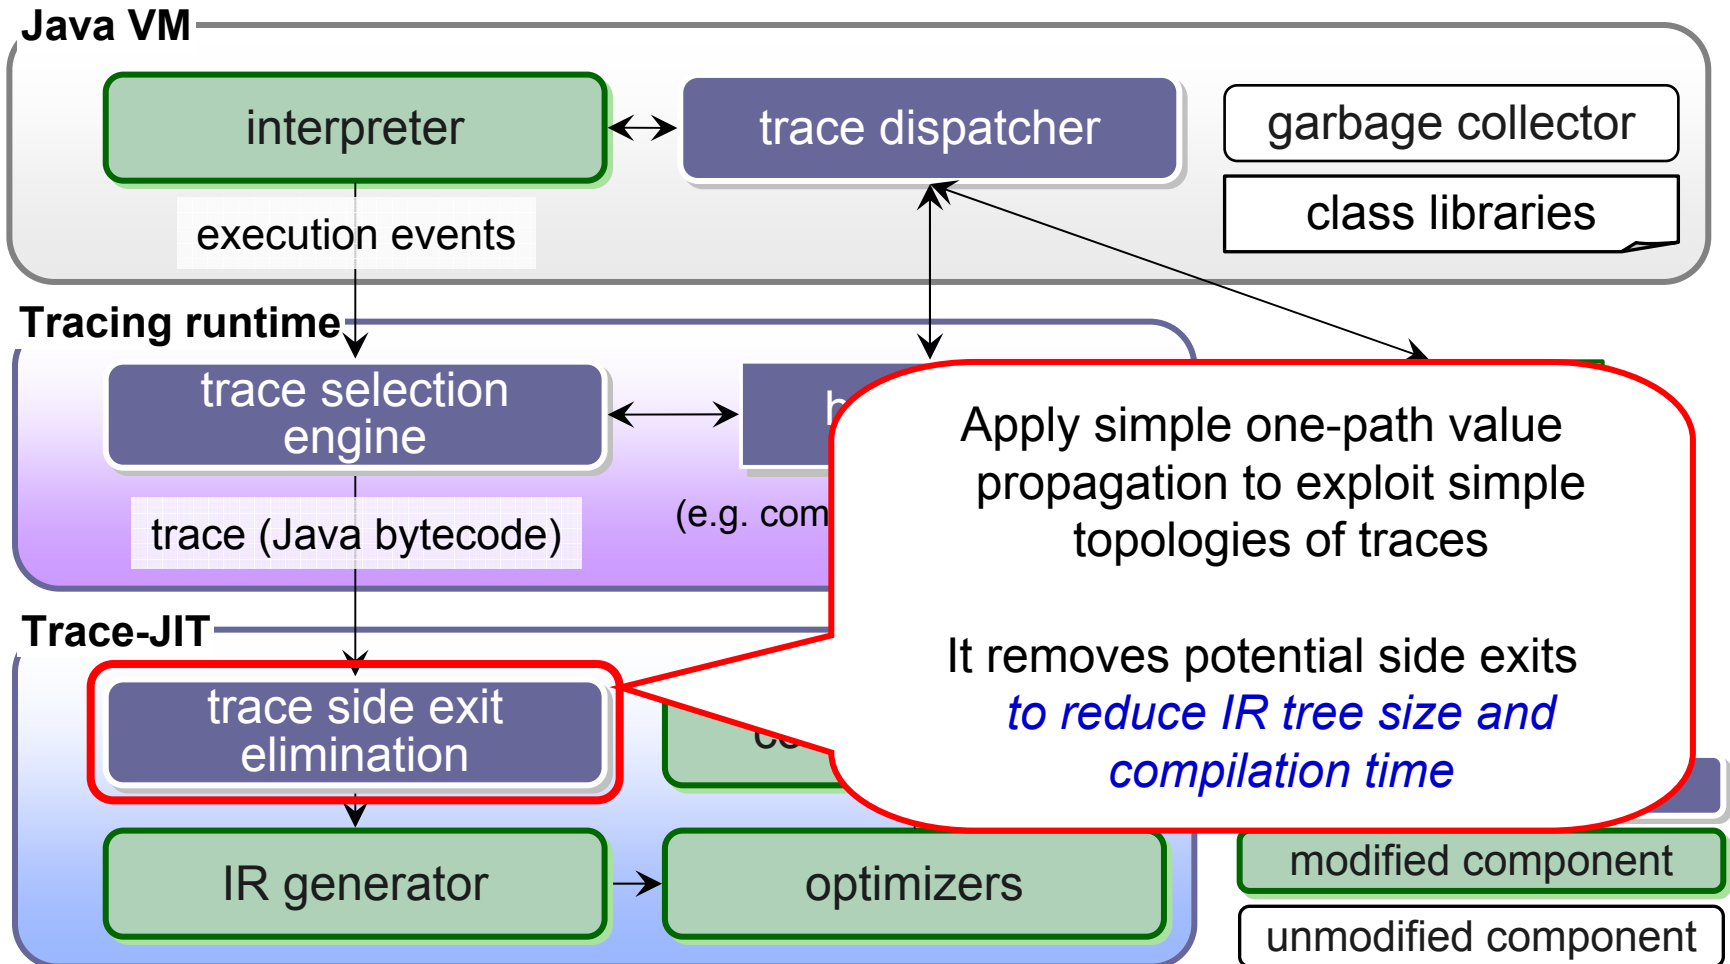 Java VM
interpreter
trace dispatcher
garbage collector
class libraries
execution events
Tracing runtime
trace selection
engine
(e.g.
trace (Java bytecode)
Apply simple one-path value
propagation to exploit simple
topologies of traces
It removes potential side exits
to reduce IR tree size and
compilation time
Trace-JIT
trace side exit
elimination
IR generator
optimizers
modified component
unmodified component